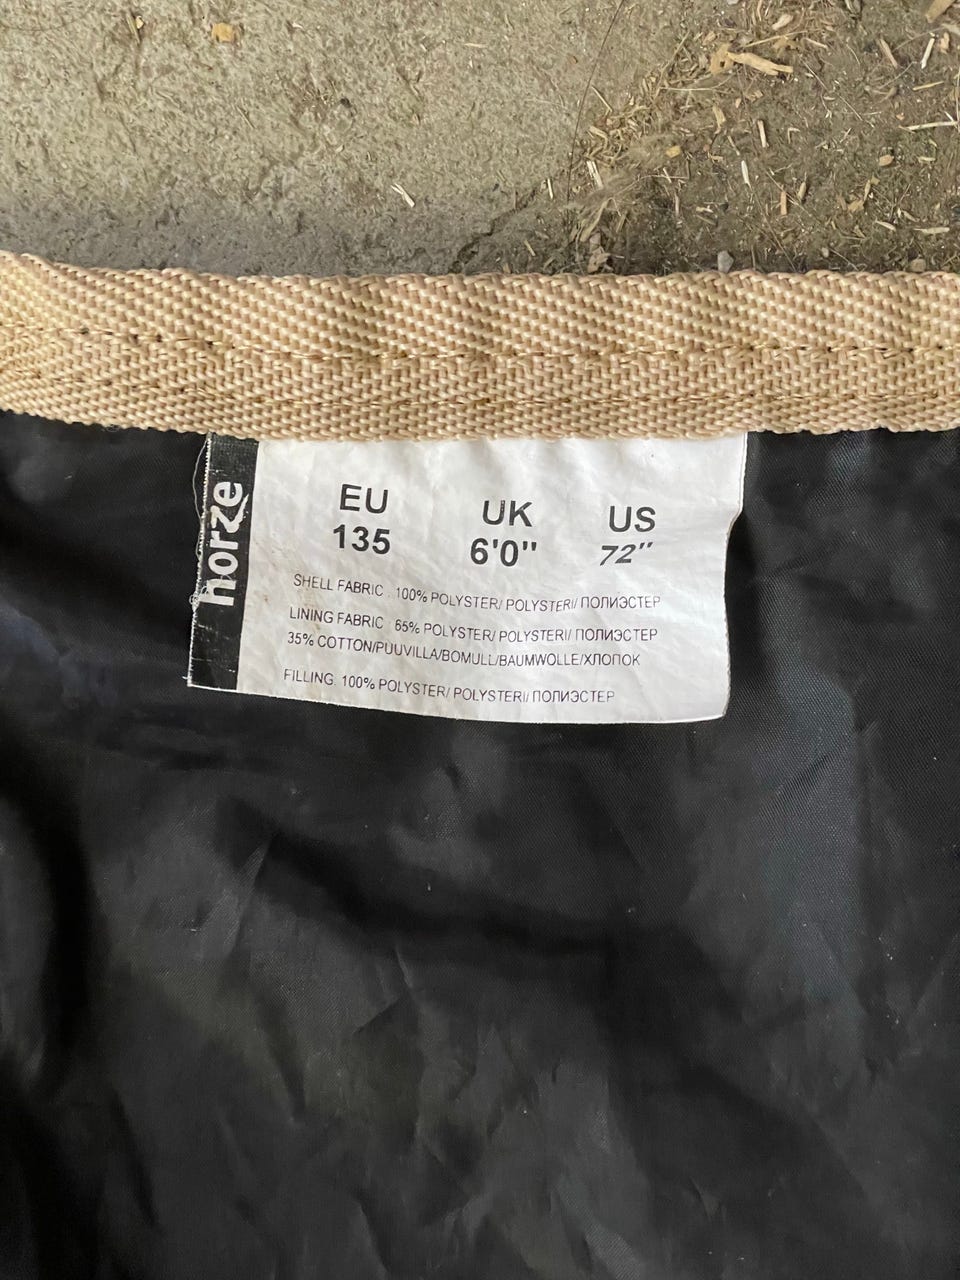 horze
EU UK US
135 6'0" 72"
SHELL FABRIC . 100% POLYSTER/ POLYSTERI/ ПОЛИЭСТЕР
LINING FABRIC 65% POLYSTER/ POLYSTERI/ ПОЛИЭСТЕР
35% COTTON/PUUVILLA/BOMULL/BAUMWOLLE/ХЛОПОК
FILLING. 100% POLYSTER/ POLYSTERI/ ПОЛИЭСТЕР